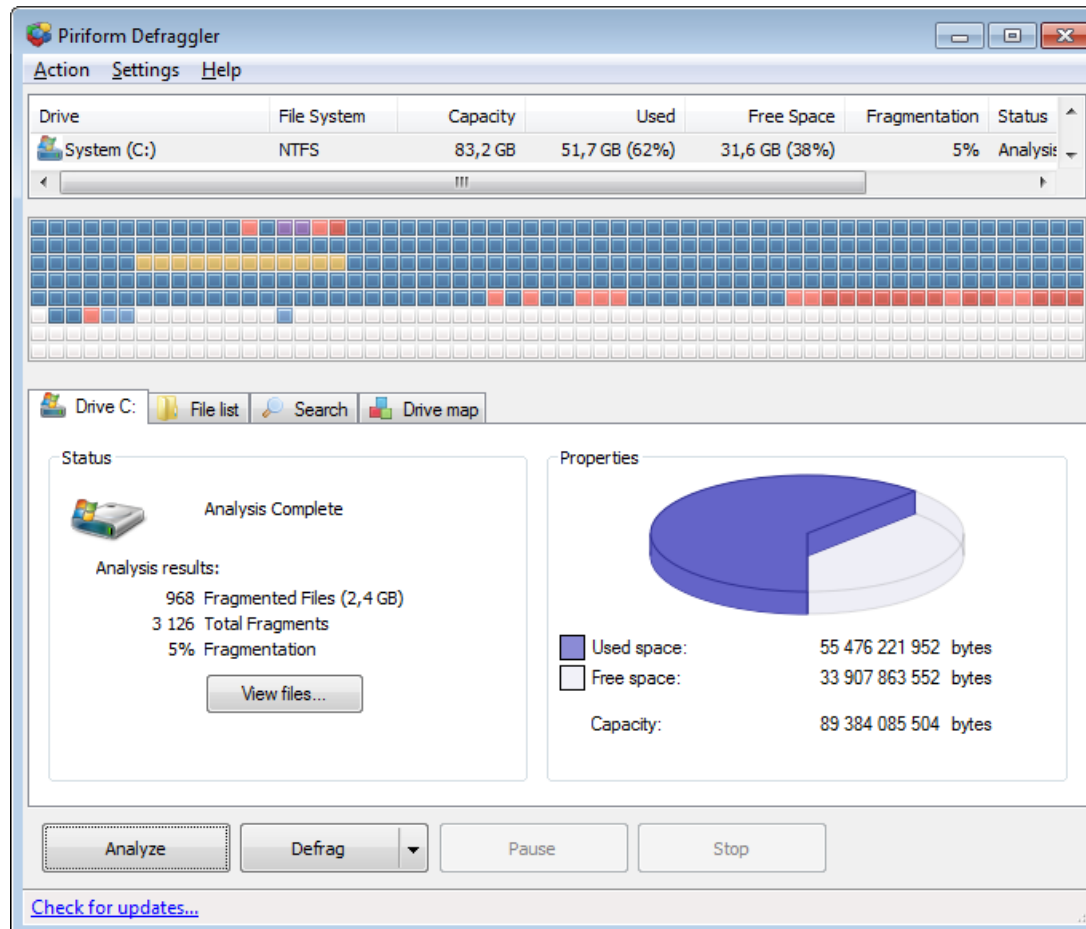 Piriform Defraggler
Action Settings Help
Drive File System Capacity Used Free Space Fragmentation Status
System (C:) NTFS 83,2 GB 51,7 GB (62%) 31,6 GB (38%) 5% Analysis
Drive C: File list Search Drive map
Status
Analysis Complete
Analysis results:
968 Fragmented Files (2,4 GB)
3 126 Total Fragments
5% Fragmentation
View files...
Properties
Used space: 55 476 221 952 bytes
Free space: 33 907 863 552 bytes
Capacity: 89 384 085 504 bytes
Analyze Defrag Pause Stop
Check for updates...